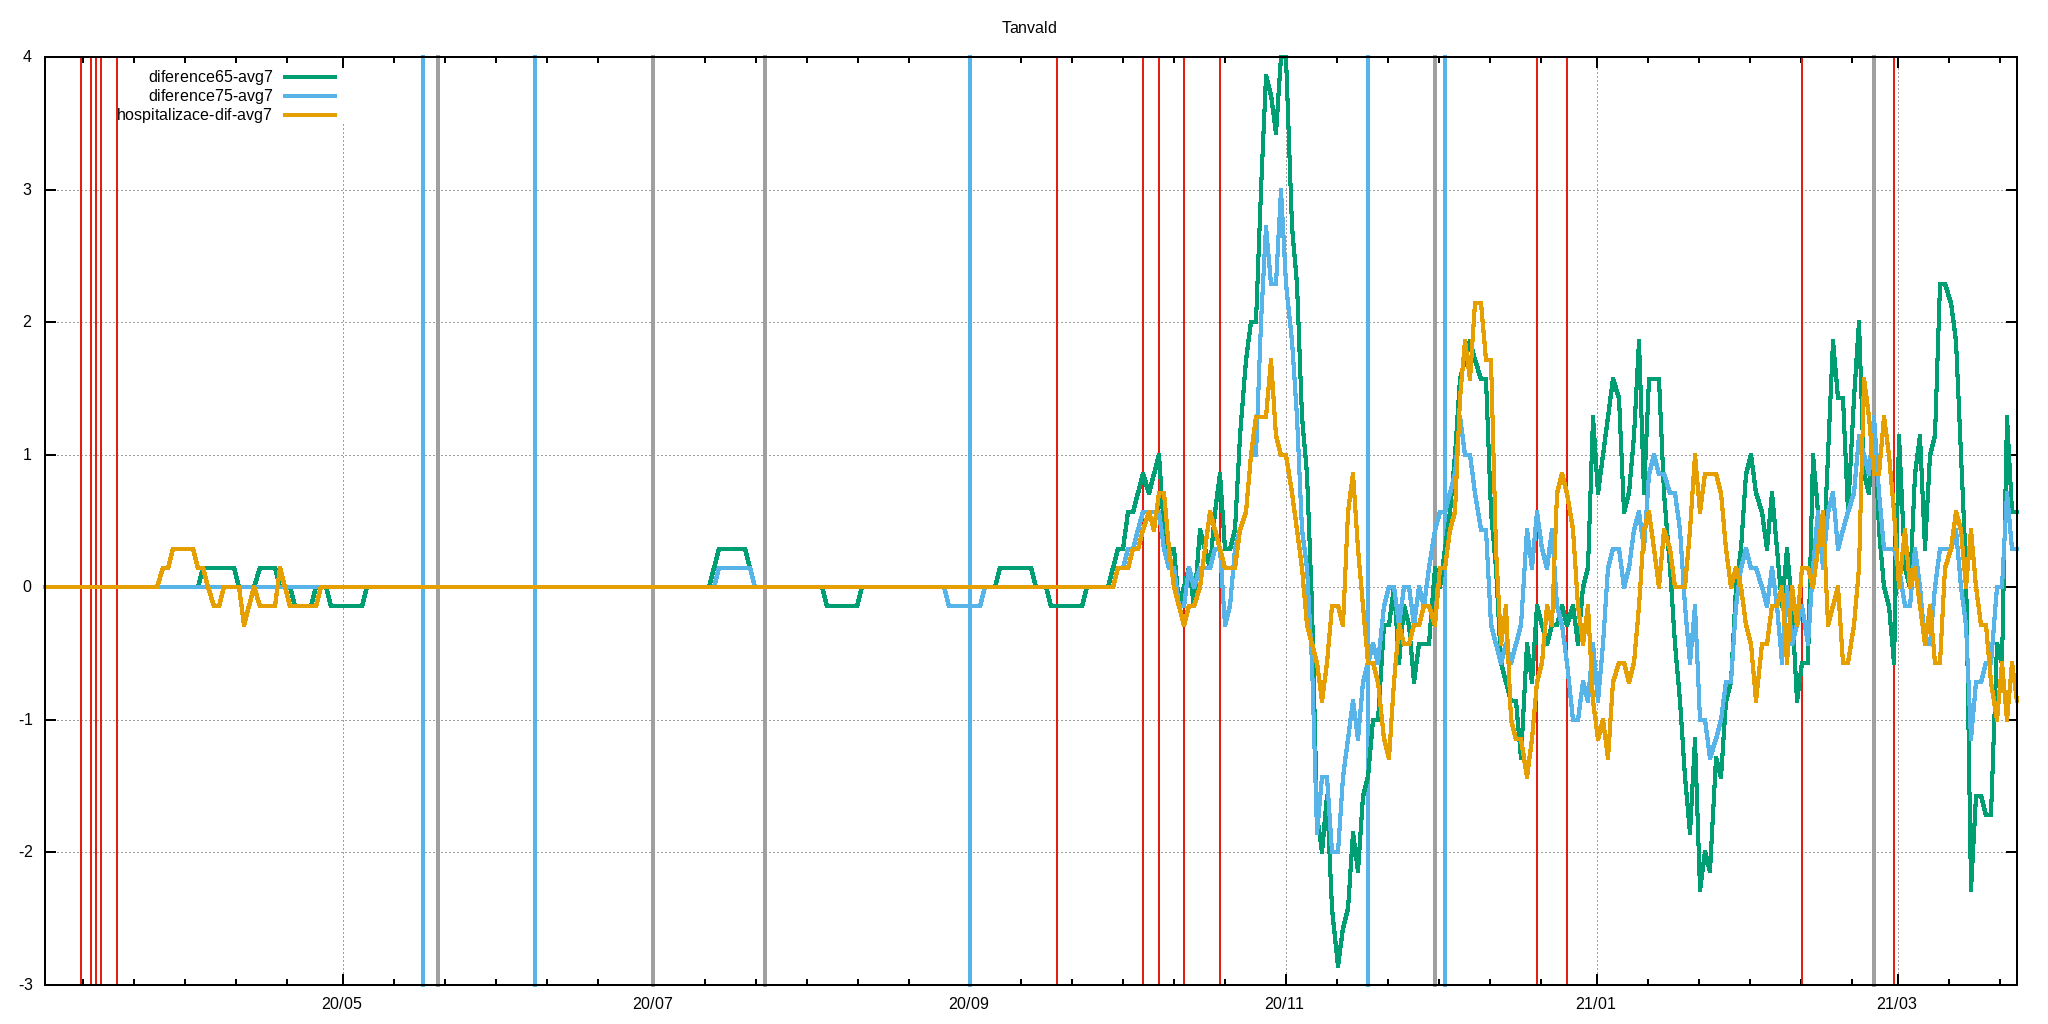 Tanvald
4
diference65-avg7
diference75-avg7
hospitalizace-dif-avg7
3
2
1
0
-1
-2
-3
20/05 20/07 20/09 20/11 21/01 21/03